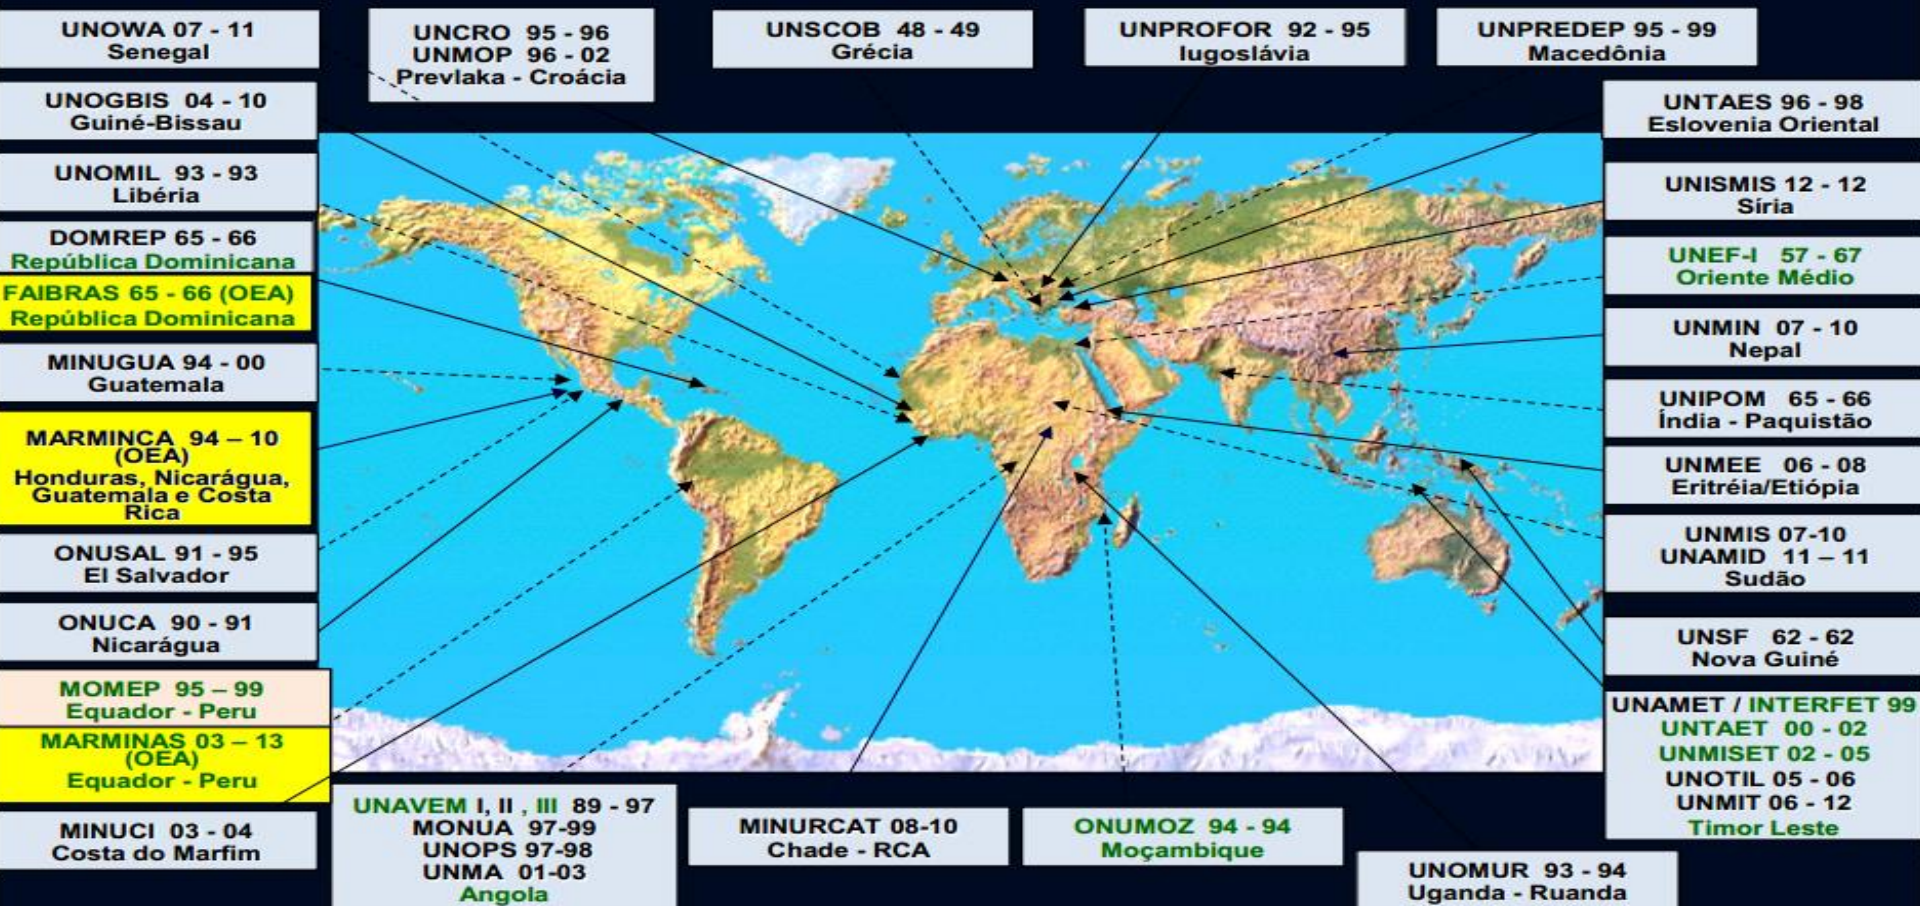 UNOWA 07 - 11
Senegal
UNOGBIS 04 - 10
Guiné-Bissau
UNOMIL 93 - 93
Libéria
DOMREP 65 - 66
República Dominicana
FAIBRAS 65 - 66 (OEA)
República Dominicana
MINUGUA 94 - 00
Guatemala
MARMINCA 94 – 10
(OEA)
Honduras, Nicarágua,
Guatemala e Costa
Rica
ONUSAL 91 - 95
El Salvador
ONUCA 90 - 91
Nicarágua
MOMEP 95 – 99
Equador - Peru
MARMINAS 03 – 13
(OEA)
Equador - Peru
MINUCI 03 - 04
Costa do Marfim
UNCRO 95 - 96
UNMOP 96 - 02
Prevlaka - Croácia
UNSCOB 48 - 49
Grécia
UNPROFOR 92 - 95
Iugoslávia
UNPREDEP 95 - 99
Macedônia
UNTAES 96 - 98
Eslovenia Oriental
UNISMIS 12 - 12
Síria
UNEF-I 57 - 67
Oriente Médio
UNMIN 07 - 10
Nepal
UNIPOM 65 - 66
Índia - Paquistão
UNMEE 06 - 08
Eritréia/Etiópia
UNMIS 07-10
UNAMID 11 – 11
Sudão
UNSF 62 - 62
Nova Guiné
UNAMET / INTERFET 99
UNTAET 00 - 02
UNMISET 02 - 05
UNOTIL 05 - 06
UNMIT 06 - 12
Timor Leste
UNAVEM I, II , III 89 - 97
MONUA 97-99
UNOPS 97-98
UNMA 01-03
Angola
MINURCAT 08-10
Chade - RCA
ONUMOZ 94 - 94
Moçambique
UNOMUR 93 - 94
Uganda - Ruanda